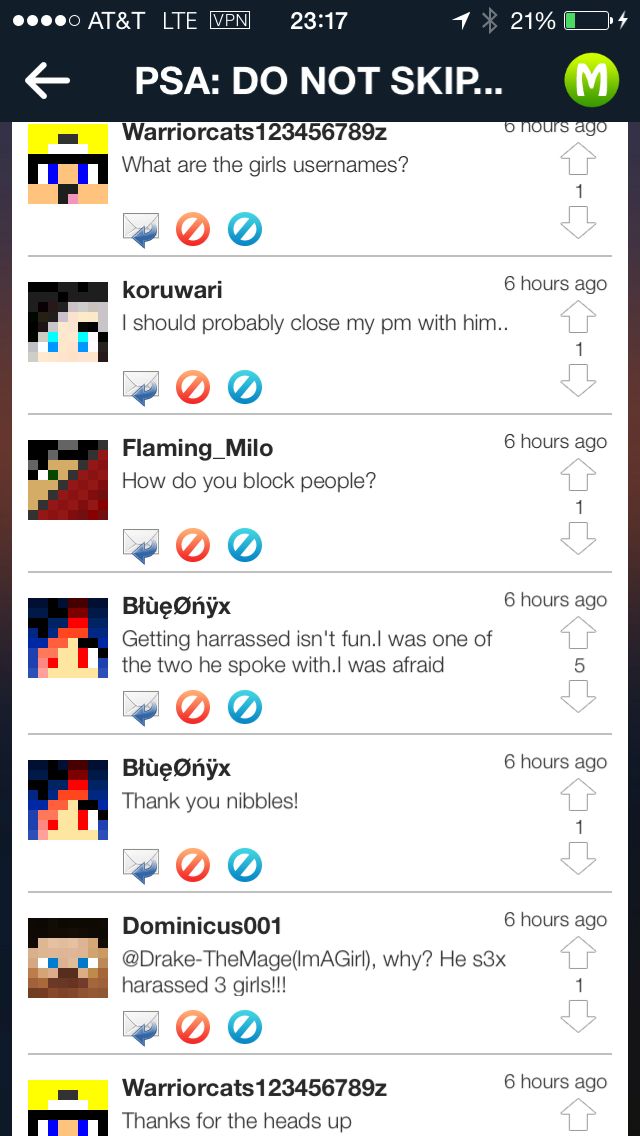 AT&T LTE VPN 23:17 21%
PSA: DO NOT SKIP...
M
Warriorcats123456789z 6 hours ago
What are the girls usernames?
1
koruwari 6 hours ago
I should probably close my pm with him..
1
Flaming_Milo 6 hours ago
How do you block people?
1
BłùęØńÿx 6 hours ago
Getting harrassed isn't fun.I was one of
the two he spoke with.I was afraid
5
BłùęØńÿx 6 hours ago
Thank you nibbles!
1
Dominicus001 6 hours ago
@Drake-TheMage(ImAGirl), why? He s3x
harassed 3 girls!!!
1
Warriorcats123456789z 6 hours ago
Thanks for the heads up